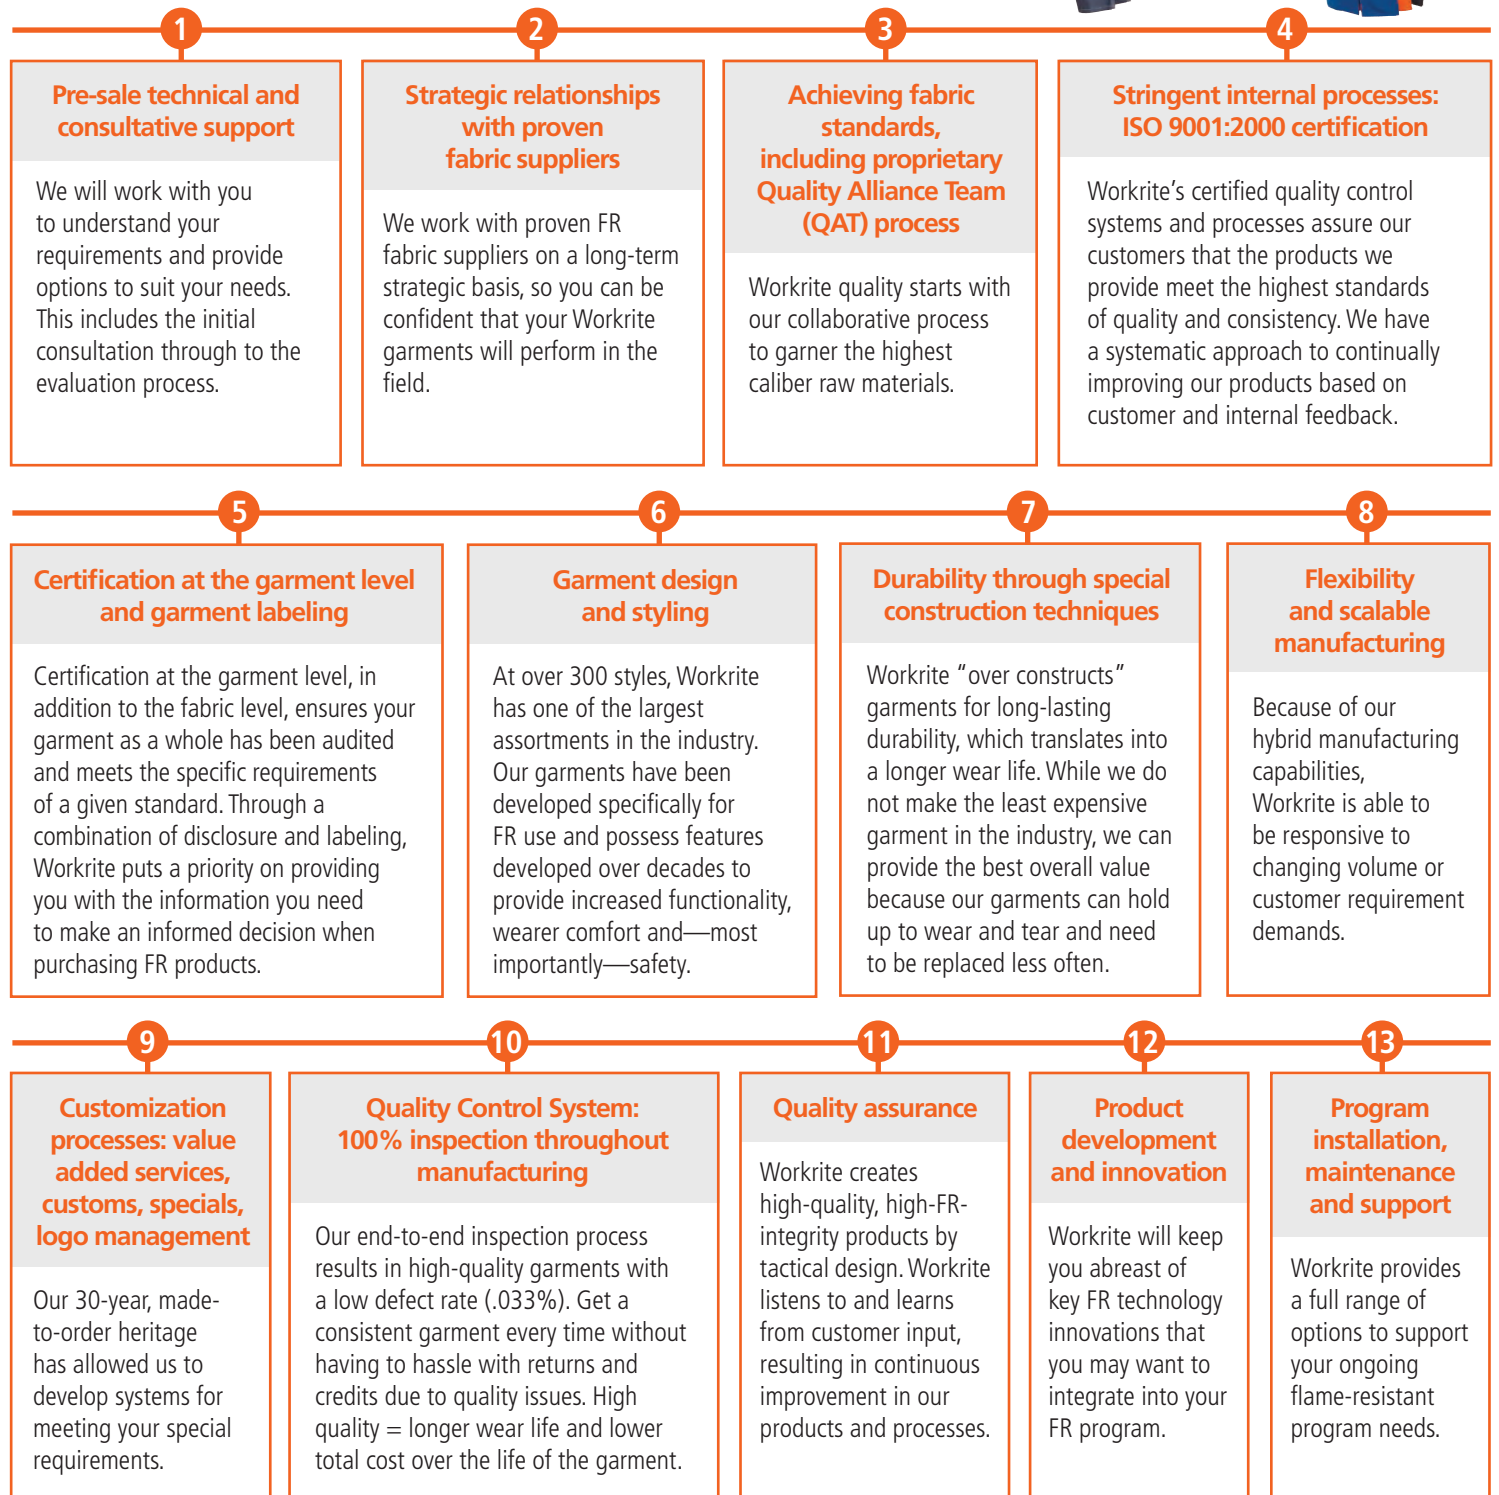 1
Pre-sale technical and
consultative support
We will work with you
to understand your
requirements and provide
options to suit your needs.
This includes the initial
consultation through to the
evaluation process.
2
Strategic relationships
with proven
fabric suppliers
We work with proven FR
fabric suppliers on a long-term
strategic basis, so you can be
confident that your Workrite
garments will perform in the
field.
3
Achieving fabric
standards,
including proprietary
Quality Alliance Team
(QAT) process
Workrite quality starts with
our collaborative process
to garner the highest
caliber raw materials.
4
Stringent internal processes:
ISO 9001:2000 certification
Workrite's certified quality control
systems and processes assure our
customers that the products we
provide meet the highest standards
of quality and consistency. We have
a systematic approach to continually
improving our products based on
customer and internal feedback.
5
Certification at the garment level
and garment labeling
Certification at the garment level, in
addition to the fabric level, ensures your
garment as a whole has been audited
and meets the specific requirements
of a given standard. Through a
combination of disclosure and labeling,
Workrite puts a priority on providing
you with the information you need
to make an informed decision when
purchasing FR products.
6
Garment design
and styling
At over 300 styles, Workrite
has one of the largest
assortments in the industry.
Our garments have been
developed specifically for
FR use and possess features
developed over decades to
provide increased functionality,
wearer comfort and—most
importantly—safety.
7
Durability through special
construction techniques
Workrite “over constructs”
garments for long-lasting
durability, which translates into
a longer wear life. While we do
not make the least expensive
garment in the industry, we can
provide the best overall value
because our garments can hold
up to wear and tear and need
to be replaced less often.
8
Flexibility
and scalable
manufacturing
Because of our
hybrid manufacturing
capabilities,
Workrite is able to
be responsive to
changing volume or
customer requirement
demands.
9
Customization
processes: value
added services,
customs, specials,
logo management
Our 30-year, made-
to-order heritage
has allowed us to
develop systems for
meeting your special
requirements.
10
Quality Control System:
100% inspection throughout
manufacturing
Our end-to-end inspection process
results in high-quality garments with
a low defect rate (.033%). Get a
consistent garment every time without
having to hassle with returns and
credits due to quality issues. High
quality = longer wear life and lower
total cost over the life of the garment.
11
Quality assurance
Workrite creates
high-quality, high-FR-
integrity products by
tactical design. Workrite
listens to and learns
from customer input,
resulting in continuous
improvement in our
products and processes.
12
Product
development
and innovation
Workrite will keep
you abreast of
key FR technology
innovations that
you may want to
integrate into your
FR program.
13
Program
installation,
maintenance
and support
Workrite provides
a full range of
options to support
your ongoing
flame-resistant
program needs.